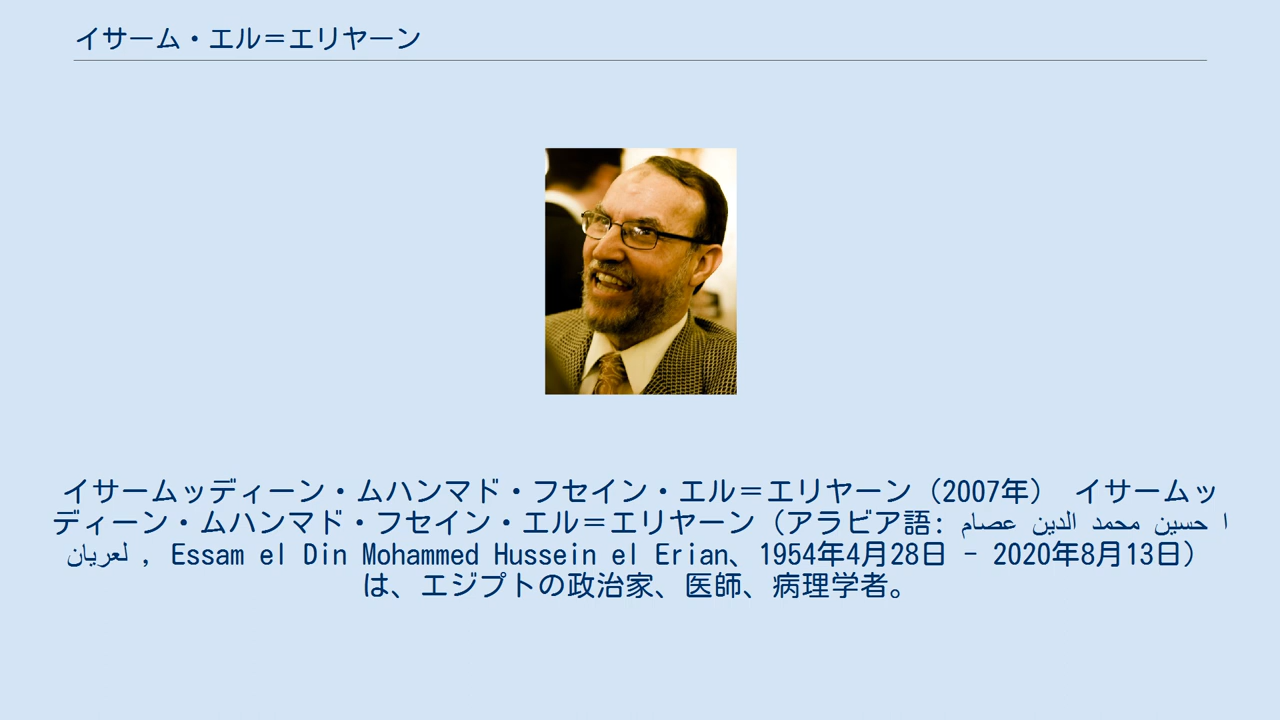 イサーム・エル＝エリヤーン
イサームッディーン・ムハンマド・フセイン・エル＝エリヤーン（2007年） イサームッ
ディーン・ムハンマド・フセイン・エル＝エリヤーン（アラビア語: عصام الدين محمد حسين ا
لعريان , Essam el Din Mohammed Hussein el Erian、1954年4月28日 - 2020年8月13日）
は、エジプトの政治家、医師、病理学者。